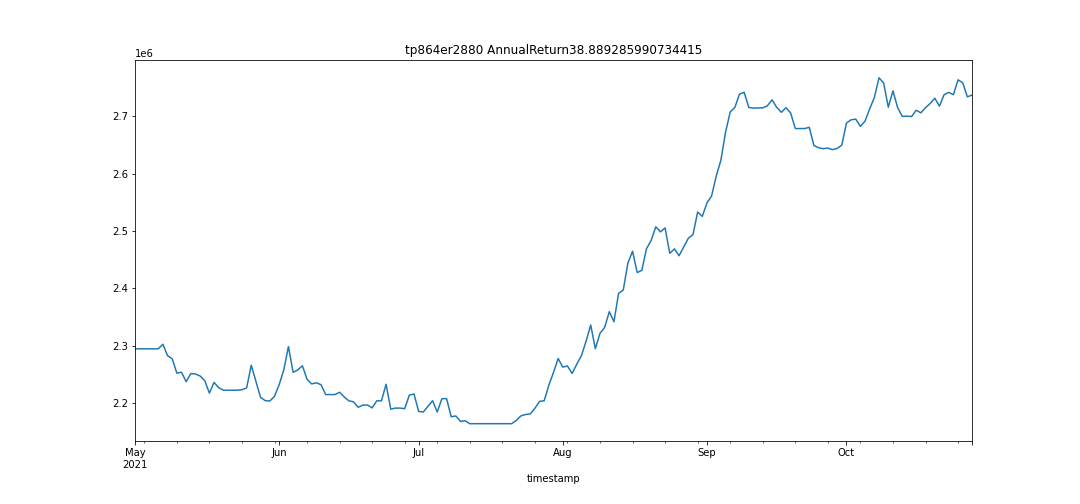 tp864er2880 AnnualReturn38.889285990734415
1e6
2.7
2.6
2.5
2.4
2.3
2.2
May
2021
Jun
Jul
Aug
Sep
Oct
timestamp